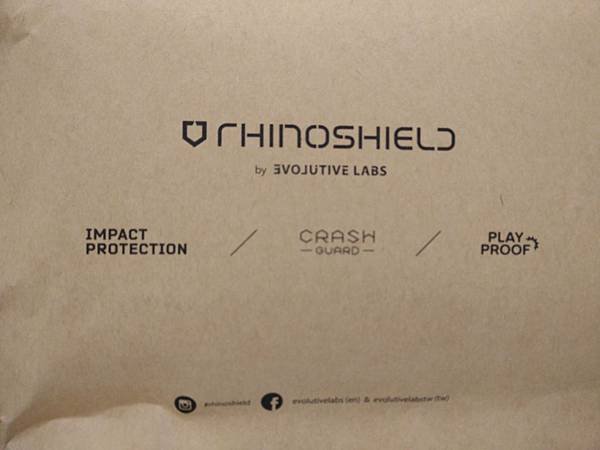 RHINOSHIELD
by EVOLUTIVE LABS
IMPACT
PROTECTION
CRASH
GUARD
PLAY
PROOF
#rhinoshield
evolutivelabs (en) & evolutivelabstw (tw)